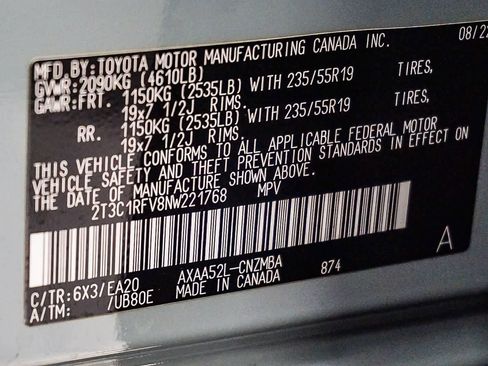 MFD. BY: TOYOTA MOTOR MANUFACTURING CANADA INC. 08/22
GVWR: 2090KG (4610LB)
GAWR: FRT. 1150KG (2535LB) WITH 235/55R19 TIRES,
19x7 1/2J RIMS.
RR. 1150KG (2535LB) WITH 235/55R19 TIRES,
19x7 1/2J RIMS.
THIS VEHICLE CONFORMS TO ALL APPLICABLE FEDERAL MOTOR
VEHICLE SAFETY AND THEFT PREVENTION STANDARDS IN EFFECT ON
THE DATE OF MANUFACTURE SHOWN ABOVE.
2T3C1RFV8NW221768 MPV
A
C/TR: 6X3/EA20 AXAA52L-CNZMBA 874
A/TM: /UB80E MADE IN CANADA